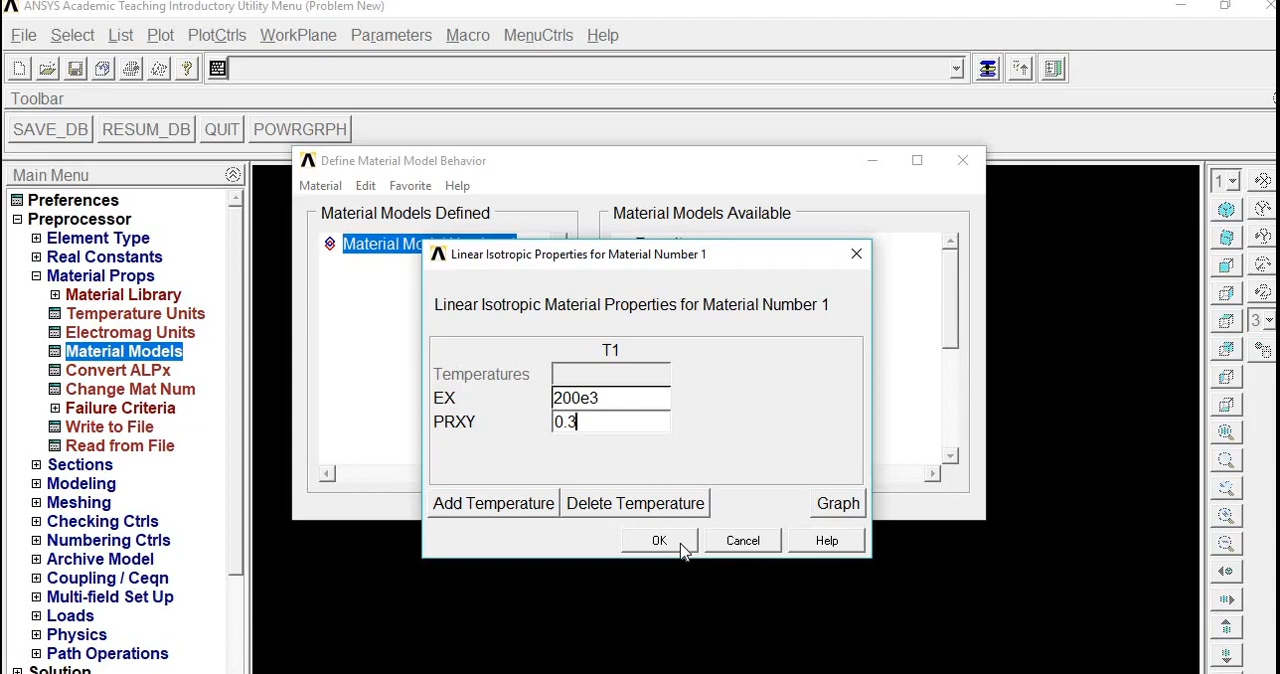 ANSYS Academic Teaching Introductory Utility Menu (Problem New)
File Select List Plot PlotCtrls WorkPlane Parameters Macro MenuCtrls Help
Toolbar
SAVE_DB RESUM_DB QUIT POWRGRPH
Main Menu
Preferences
Preprocessor
Element Type
Real Constants
Material Props
Material Library
Temperature Units
Electromag Units
Material Models
Convert ALPx
Change Mat Num
Failure Criteria
Write to File
Read from File
Sections
Modeling
Meshing
Checking Ctrls
Numbering Ctrls
Archive Model
Coupling / Ceqn
Multi-field Set Up
Loads
Physics
Path Operations
Solution
Define Material Model Behavior
Material Edit Favorite Help
Material Models Defined
Material Models Available
Linear Isotropic Properties for Material Number 1
Linear Isotropic Material Properties for Material Number 1
T1
Temperatures
EX 200e3
PRXY 0.3
Add Temperature Delete Temperature Graph
OK Cancel Help
1
3